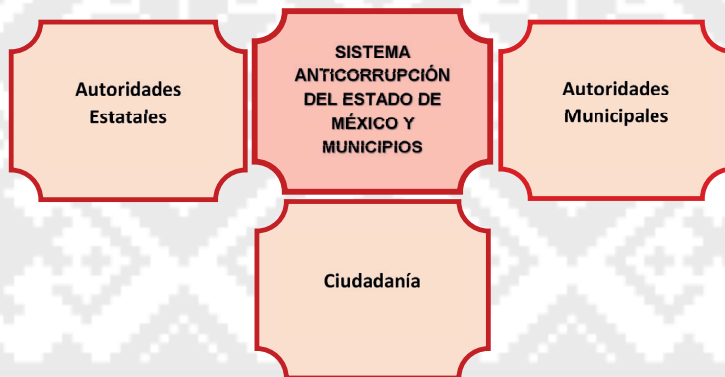 Autoridades
Estatales
SISTEMA
ANTICORRUPCIÓN
DEL ESTADO DE
MÉXICO Y
MUNICIPIOS
Autoridades
Municipales
Ciudadanía